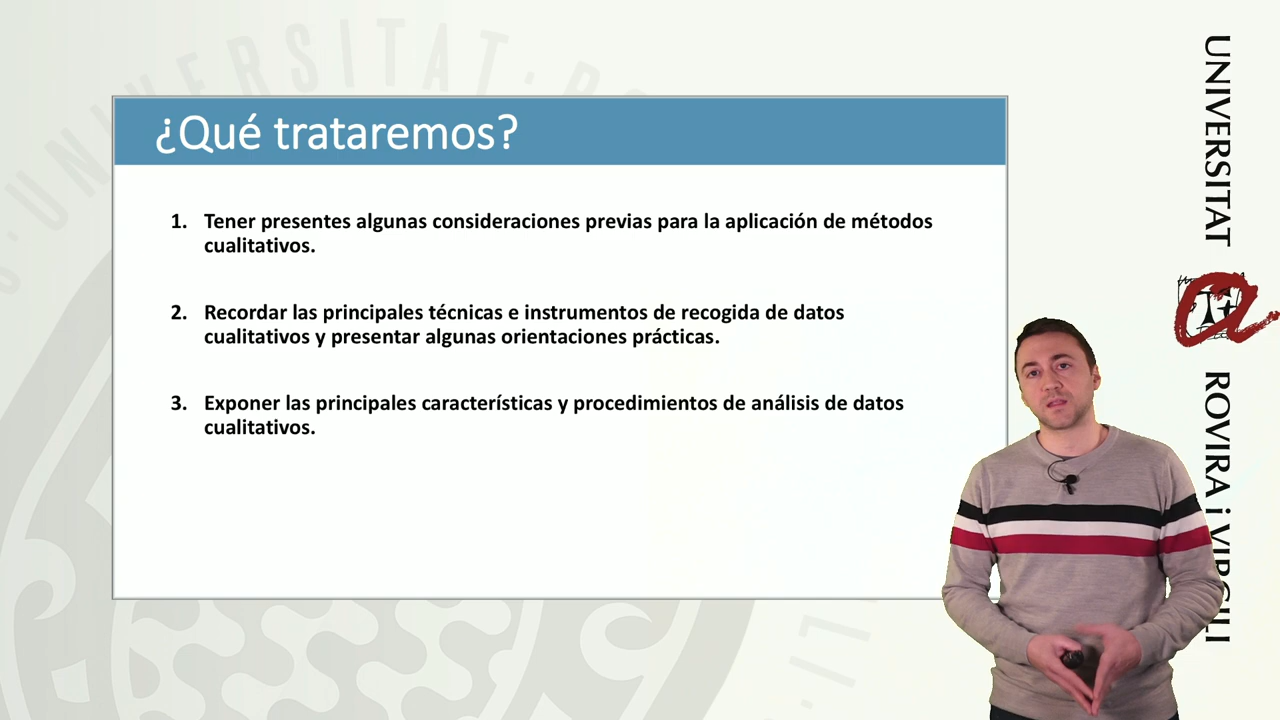 ¿Qué trataremos?
1. Tener presentes algunas consideraciones previas para la aplicación de métodos
cualitativos.
2. Recordar las principales técnicas e instrumentos de recogida de datos
cualitativos y presentar algunas orientaciones prácticas.
3. Exponer las principales características y procedimientos de análisis de datos
cualitativos.
UNIVERSITAT
ROVIRA i VIRGILI